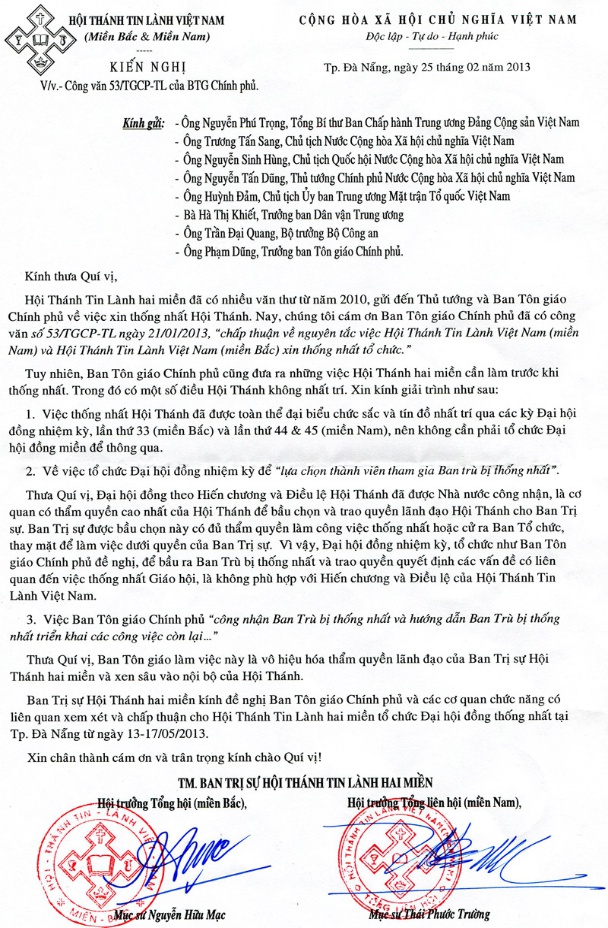 HỘI THÁNH TIN LÀNH VIỆT NAM
(Miền Bắc & Miền Nam)
-----
KIẾN NGHỊ
V/v.- Công văn 53/TGCP-TL của BTG Chính phủ.
CỘNG HÒA XÃ HỘI CHỦ NGHĨA VIỆT NAM
Độc lập - Tự do - Hạnh phúc
-----------
Tp. Đà Nẵng, ngày 25 tháng 02 năm 2013
Kính gửi: - Ông Nguyễn Phú Trọng, Tổng Bí thư Ban Chấp hành Trung ương Đảng Cộng sản Việt Nam
- Ông Trương Tấn Sang, Chủ tịch Nước Cộng hòa Xã hội chủ nghĩa Việt Nam
- Ông Nguyễn Sinh Hùng, Chủ tịch Quốc hội Nước Cộng hòa Xã hội chủ nghĩa Việt Nam
- Ông Nguyễn Tấn Dũng, Thủ tướng Chính phủ Nước Cộng hòa Xã hội chủ nghĩa Việt Nam
- Ông Huỳnh Đảm, Chủ tịch Ủy ban Trung ương Mặt trận Tổ quốc Việt Nam
- Bà Hà Thị Khiết, Trưởng ban Dân vận Trung ương
- Ông Trần Đại Quang, Bộ trưởng Bộ Công an
- Ông Phạm Dũng, Trưởng ban Tôn giáo Chính phủ.
Kính thưa Quí vị,
Hội Thánh Tin Lành hai miền đã có nhiều văn thư từ năm 2010, gửi đến Thủ tướng và Ban Tôn giáo
Chính phủ về việc xin thống nhất Hội Thánh. Nay, chúng tôi cám ơn Ban Tôn giáo Chính phủ đã có công
văn số 53/TGCP-TL ngày 21/01/2013, “chấp thuận về nguyên tắc việc Hội Thánh Tin Lành Việt Nam (miền
Nam) và Hội Thánh Tin Lành Việt Nam (miền Bắc) xin thống nhất tổ chức.”
Tuy nhiên, Ban Tôn giáo Chính phủ cũng đưa ra những việc Hội Thánh hai miền cần làm trước khi
thống nhất. Trong đó có một số điều Hội Thánh không nhất trí. Xin kính giải trình như sau:
1. Việc thống nhất Hội Thánh đã được toàn thể đại biểu chức sắc và tín đồ nhất trí qua các kỳ Đại hội
đồng nhiệm kỳ, lần thứ 33 (miền Bắc) và lần thứ 44 & 45 (miền Nam), nên không cần phải tổ chức Đại
hội đồng miền để thông qua.
2. Về việc tổ chức Đại hội đồng nhiệm kỳ để “lựa chọn thành viên tham gia Ban trù bị thống nhất”.
Thưa Quí vị, Đại hội đồng theo Hiến chương và Điều lệ Hội Thánh đã được Nhà nước công nhận, là cơ
quan có thẩm quyền cao nhất của Hội Thánh để bầu chọn và trao quyền lãnh đạo Hội Thánh cho Ban Trị
sự. Ban Trị sự được bầu chọn này có đủ thẩm quyền làm công việc thống nhất hoặc cử ra Ban Tổ chức,
thay mặt để làm việc dưới quyền của Ban Trị sự. Vì vậy, Đại hội đồng nhiệm kỳ, tổ chức như Ban Tôn
giáo Chính phủ đề nghị, để bầu ra Ban Trù bị thống nhất và trao quyền quyết định các vấn đề có liên
quan đến việc thống nhất Giáo hội, là không phù hợp với Hiến chương và Điều lệ của Hội Thánh Tin
Lành Việt Nam.
3. Việc Ban Tôn giáo Chính phủ “công nhận Ban Trù bị thống nhất và hướng dẫn Ban Trù bị thống
nhất triển khai các công việc còn lại...”
Thưa Quí vị, Ban Tôn giáo làm việc này là vô hiệu hóa thẩm quyền lãnh đạo của Ban Trị sự Hội
Thánh hai miền và xen sâu vào nội bộ của Hội Thánh.
Ban Trị sự Hội Thánh hai miền kính đề nghị Ban Tôn giáo Chính phủ và các cơ quan chức năng có
liên quan xem xét và chấp thuận cho Hội Thánh Tin Lành hai miền tổ chức Đại hội đồng thống nhất tại
Tp. Đà Nẵng từ ngày 13-17/05/2013.
Xin chân thành cám ơn và trân trọng kính chào Quí vị!
TM. BAN TRỊ SỰ HỘI THÁNH TIN LÀNH HAI MIỀN
Hội trưởng Tổng hội (miền Bắc),
Hội trưởng Tổng liên hội (miền Nam),
HỘI THÁNH TIN LÀNH VIỆT NAM
MIỀN BẮC
HỘI THÁNH TIN LÀNH VIỆT NAM
TỔNG LIÊN HỘI
Mục sư Nguyễn Hữu Mạc
Mục sư Thái Phước Trường